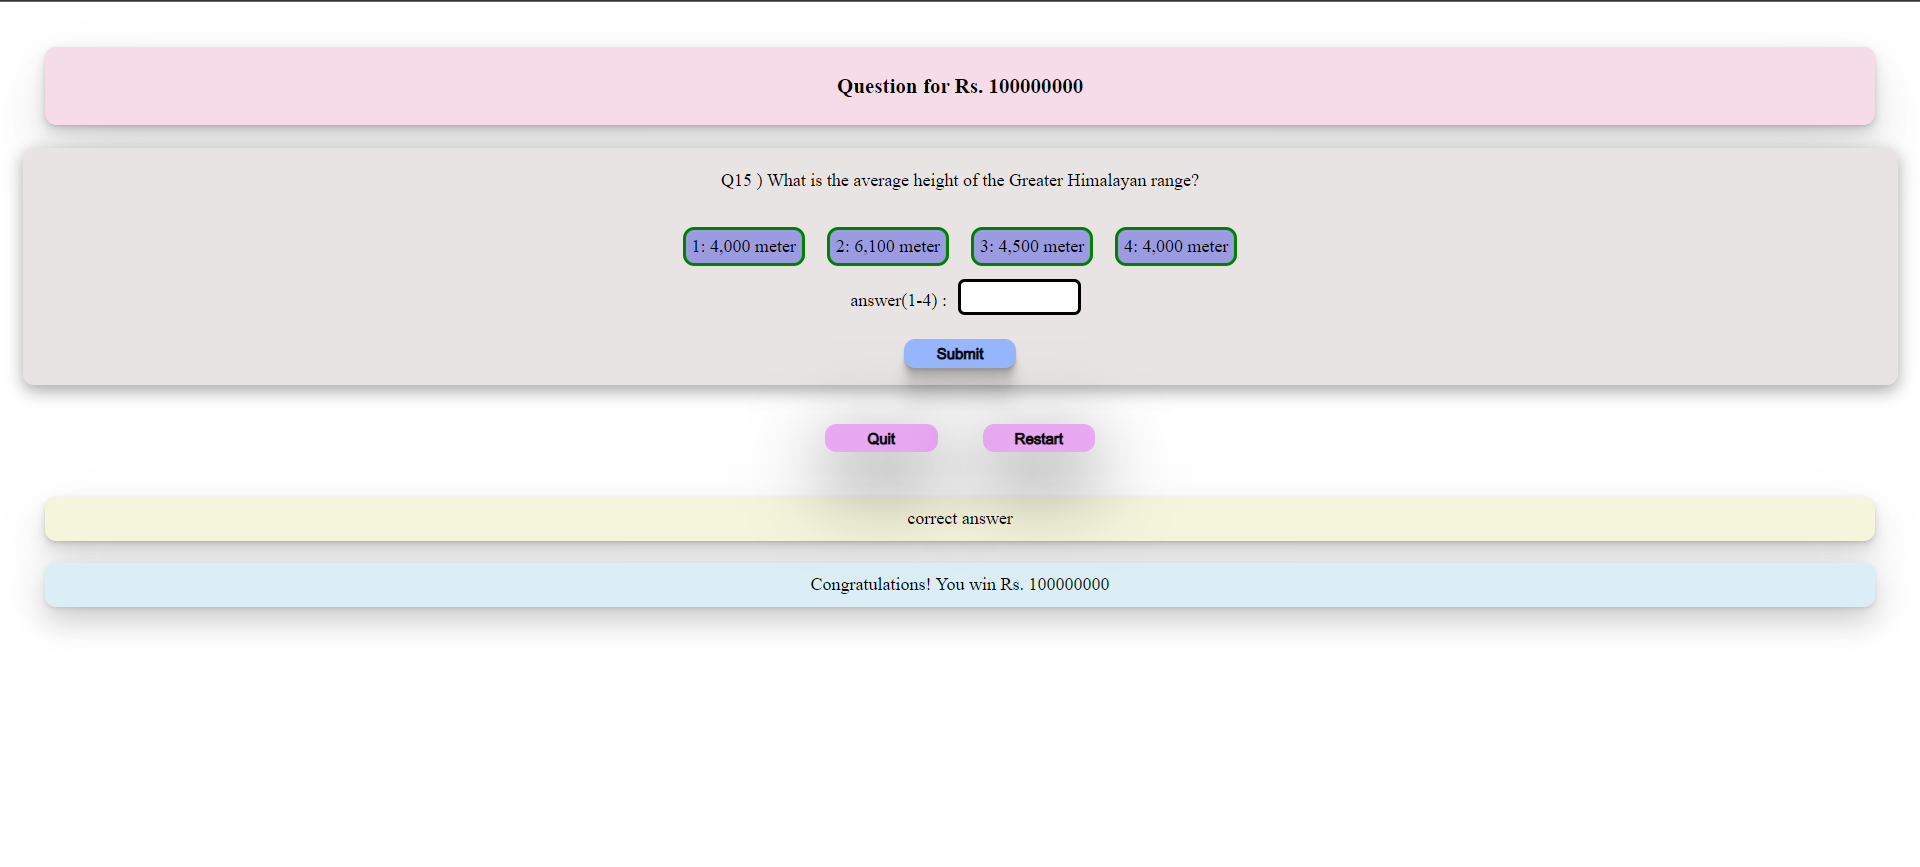 Question for Rs. 100000000
Q15 ) What is the average height of the Greater Himalayan range?
1: 4,000 meter 2: 6,100 meter 3: 4,500 meter 4: 4,000 meter
answer(1-4) :
Submit
Quit Restart
correct answer
Congratulations! You win Rs. 100000000